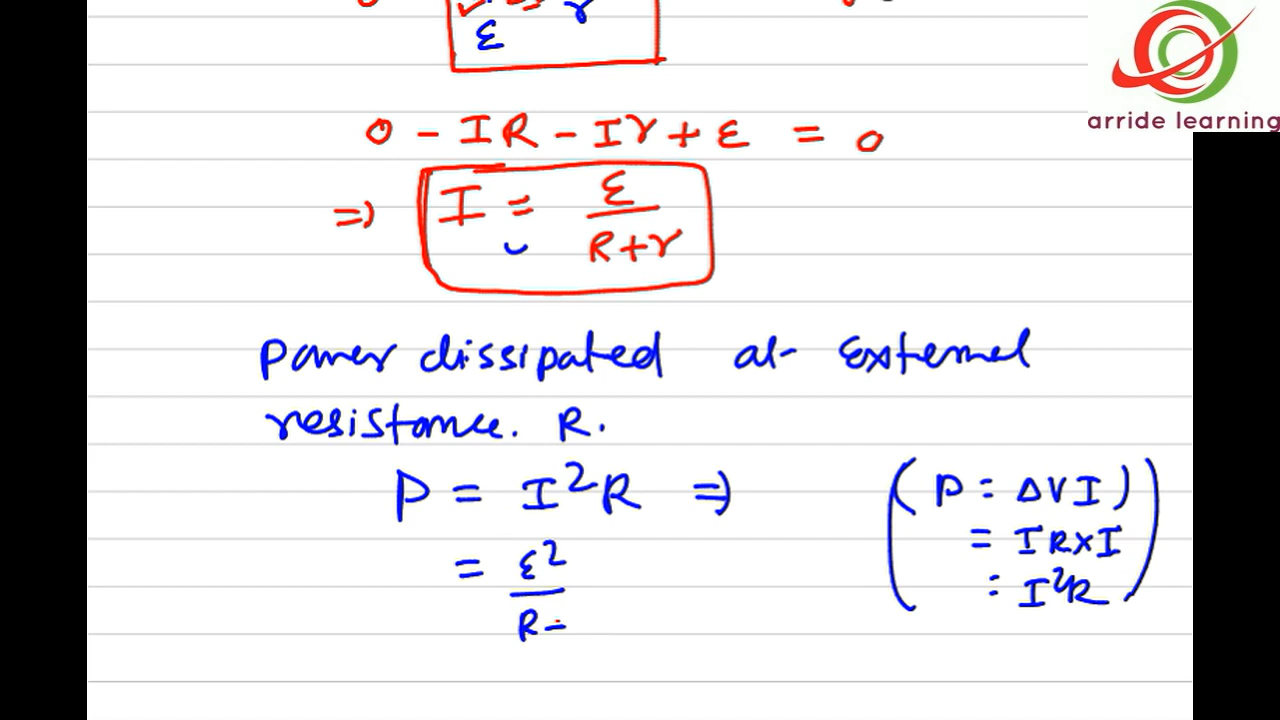 ε r
arride learning
0 - IR - Ir + ε = 0
=> I = ε / R+r
Power dissipated at External
resistance. R.
P = I²R => (P = ΔVI)
= IR×I
= I²R
= ε² / R-